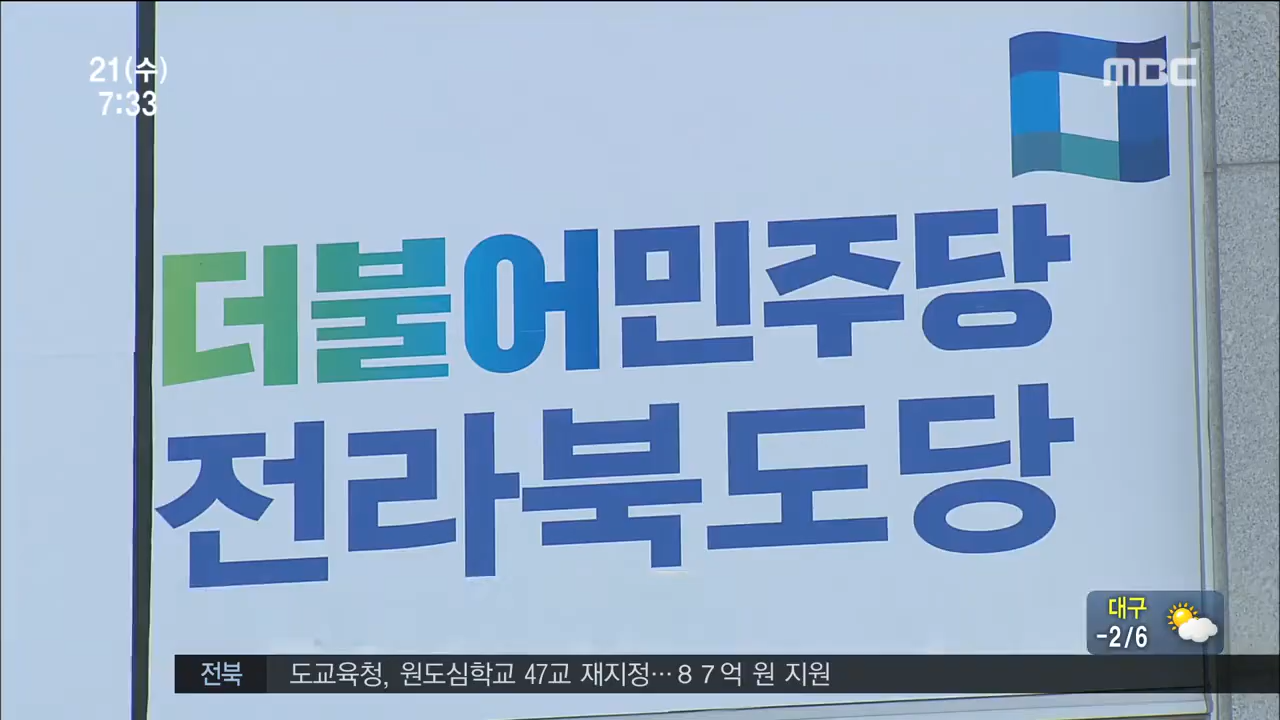 21(수)
7:33
MBC
더불어민주당
전라북도당
대구
-2/6
전북 도교육청, 원도심학교 47교 재지정…8 7 억 원 지원